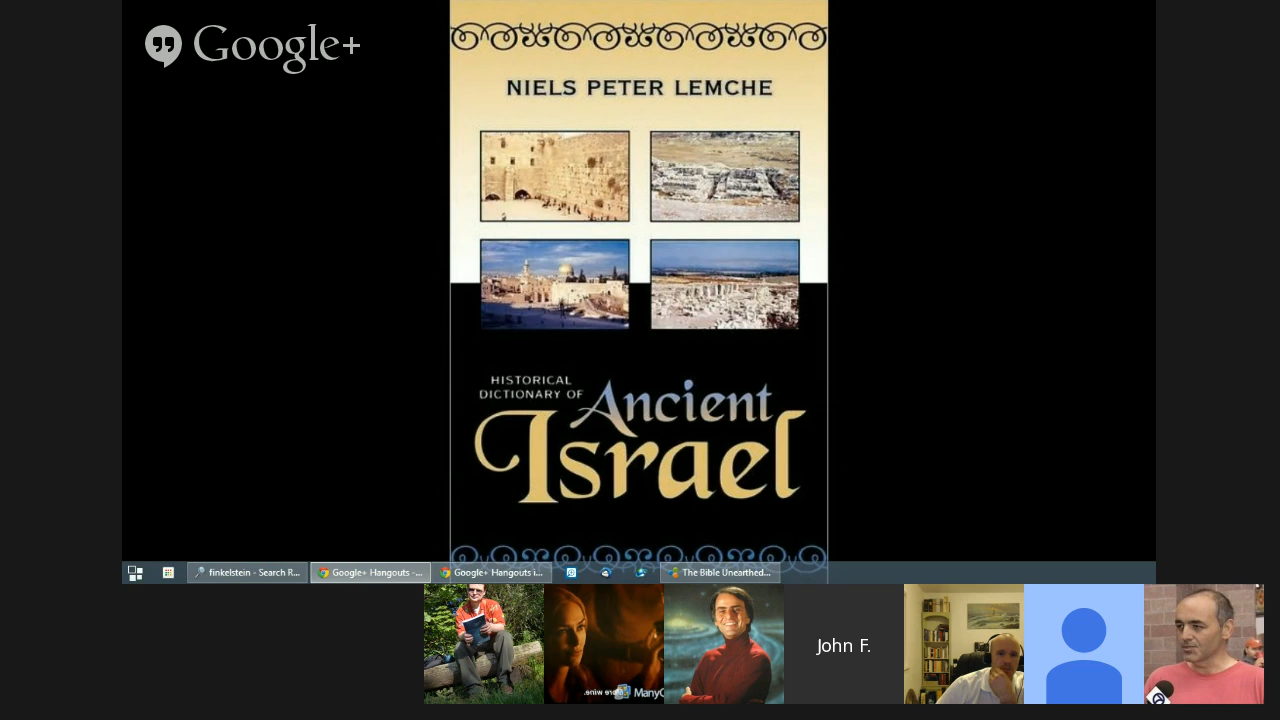 Google+
NIELS PETER LEMCHE
HISTORICAL
DICTIONARY OF
Ancient
Israel
finkelstein - Search R...
Google+ Hangouts -...
Google+ Hangouts i...
The Bible Unearthed...
John F.
ManyC